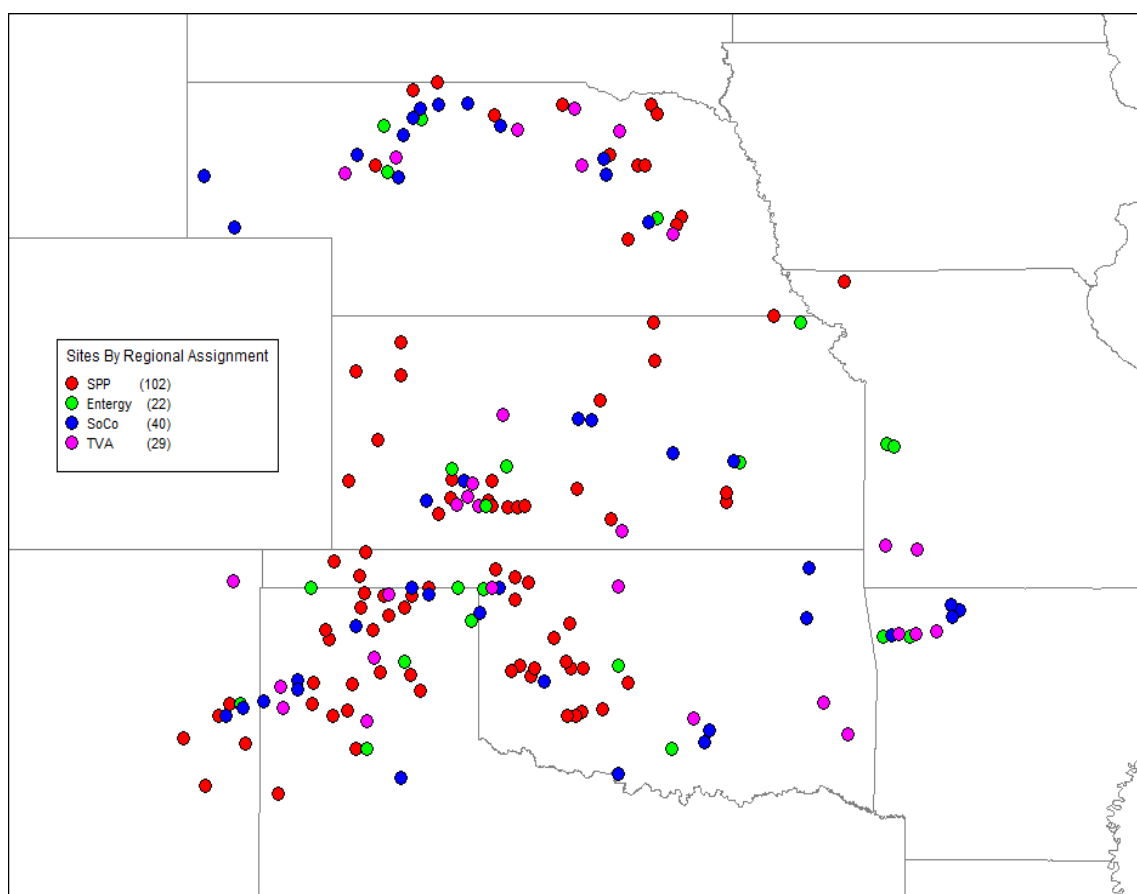 Sites By Regional Assignment
SPP (102)
Entergy (22)
SoCo (40)
TVA (29)